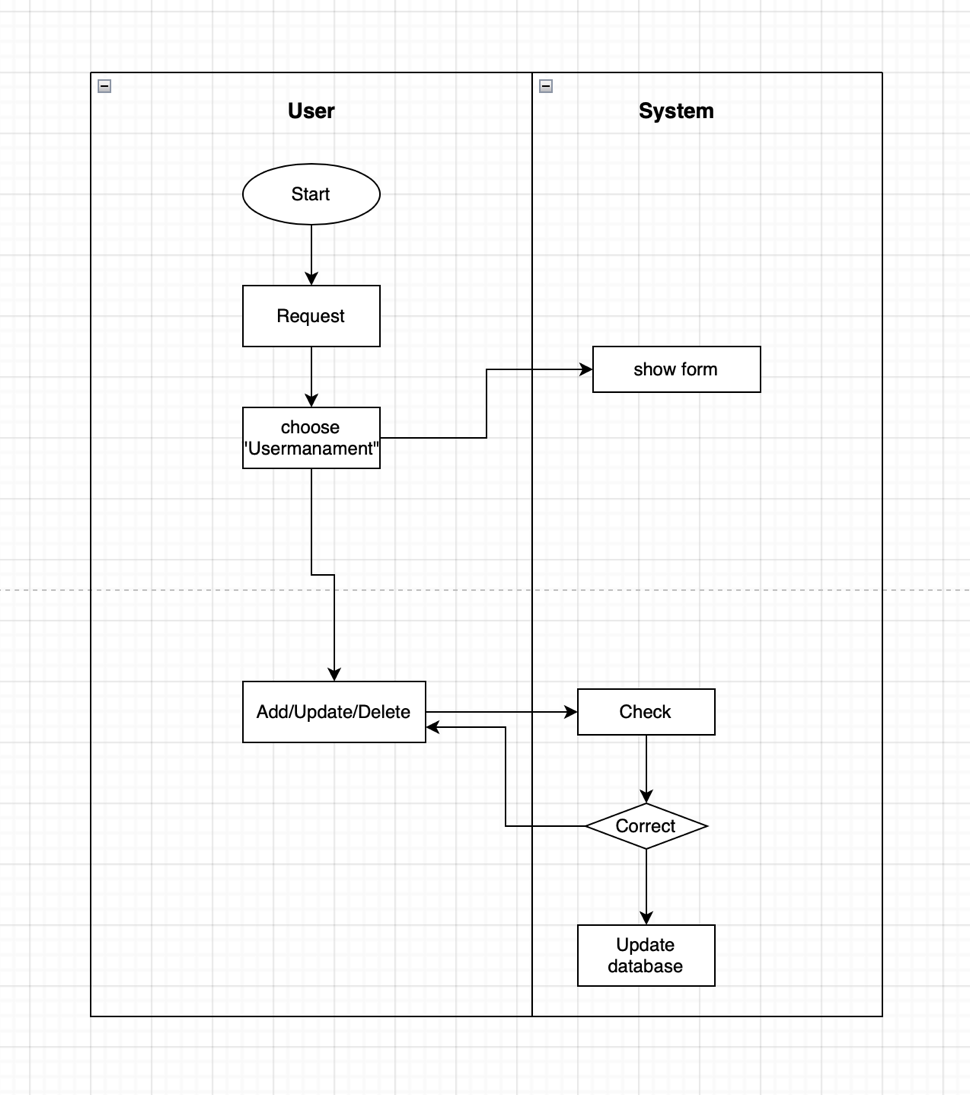 User
System
Start
Request
show form
choose
'Usermanament"
Add/Update/Delete
Check
Correct
Update
database